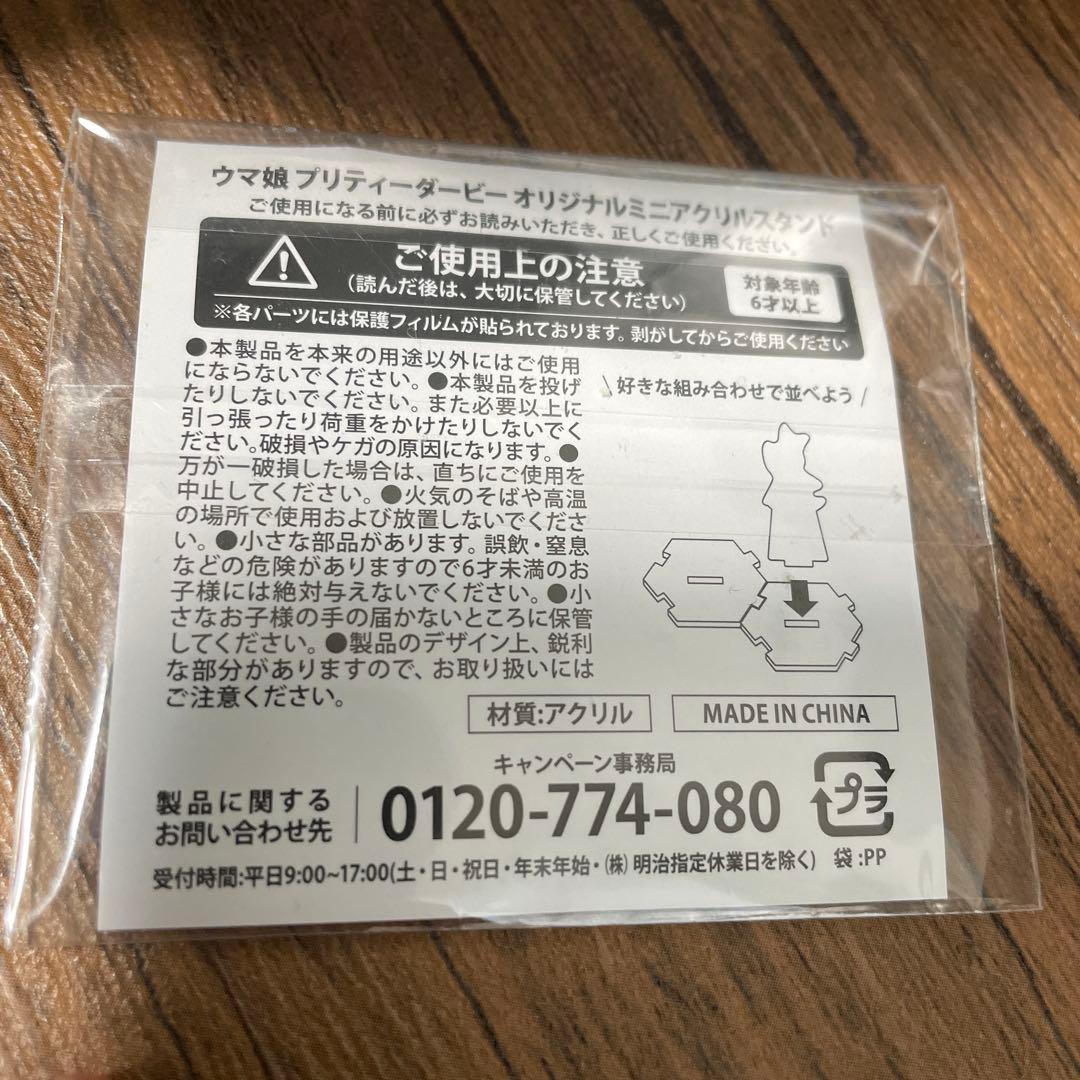 ウマ娘 プリティーダービー オリジナルミニアクリルスタンド
ご使用になる前に必ずお読みいただき、正しくご使用ください。
ご使用上の注意
(読んだ後は、大切に保管してください)
対象年齢
6才以上
※各パーツには保護フィルムが貼られております。剥がしてからご使用ください
●本製品を本来の用途以外にはご使用
にならないでください。●本製品を投げ
たりしないでください。また必要以上に
引っ張ったり荷重をかけたりしないでく
ださい。破損やケガの原因になります。●
万が一破損した場合は、直ちにご使用を
中止してください。●火気のそばや高温
の場所で使用および放置しないでくださ
い。●小さな部品があります。誤飲・窒息
などの危険がありますので6才未満のお
子様には絶対与えないでください。●小
さなお子様の手の届かないところに保管
してください。●製品のデザイン上、鋭利
な部分がありますので、お取り扱いには
ご注意ください。
\ 好きな組み合わせで並べよう /
材質:アクリル
MADE IN CHINA
キャンペーン事務局
製品に関する
お問い合わせ先
0120-774-080
プラ
袋:PP
受付時間:平日9:00~17:00(土・日・祝日・年末年始・(株)明治指定休業日を除く)